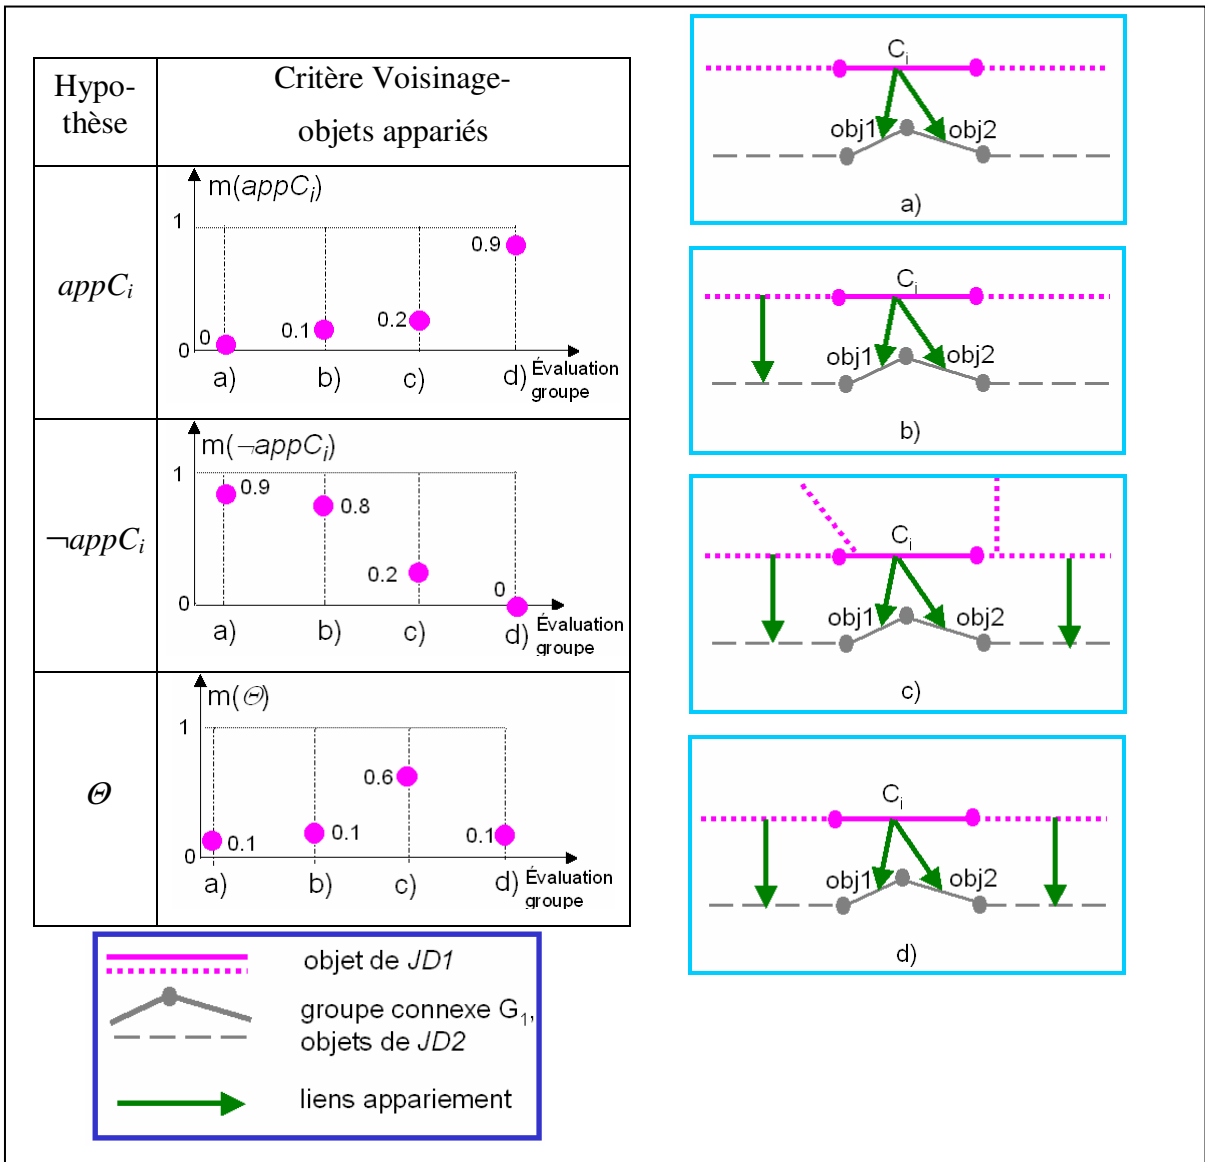 Hypo-
thèse
Critère Voisinage-
objets appariés
appCᵢ
m(appCᵢ)
1
0.9
0.2
0.1
0
0
a) b) c) d) Évaluation
groupe
¬appCᵢ
m(¬appCᵢ)
1
0.9
0.8
0.2
0
0
a) b) c) d) Évaluation
groupe
Θ
m(Θ)
1
0.6
0.1
0.1
0.1
0
a) b) c) d) Évaluation
groupe
Cᵢ
obj1 obj2
a)
Cᵢ
obj1 obj2
b)
Cᵢ
obj1 obj2
c)
Cᵢ
obj1 obj2
d)
objet de JD1
groupe connexe G₁,
objets de JD2
liens appariement